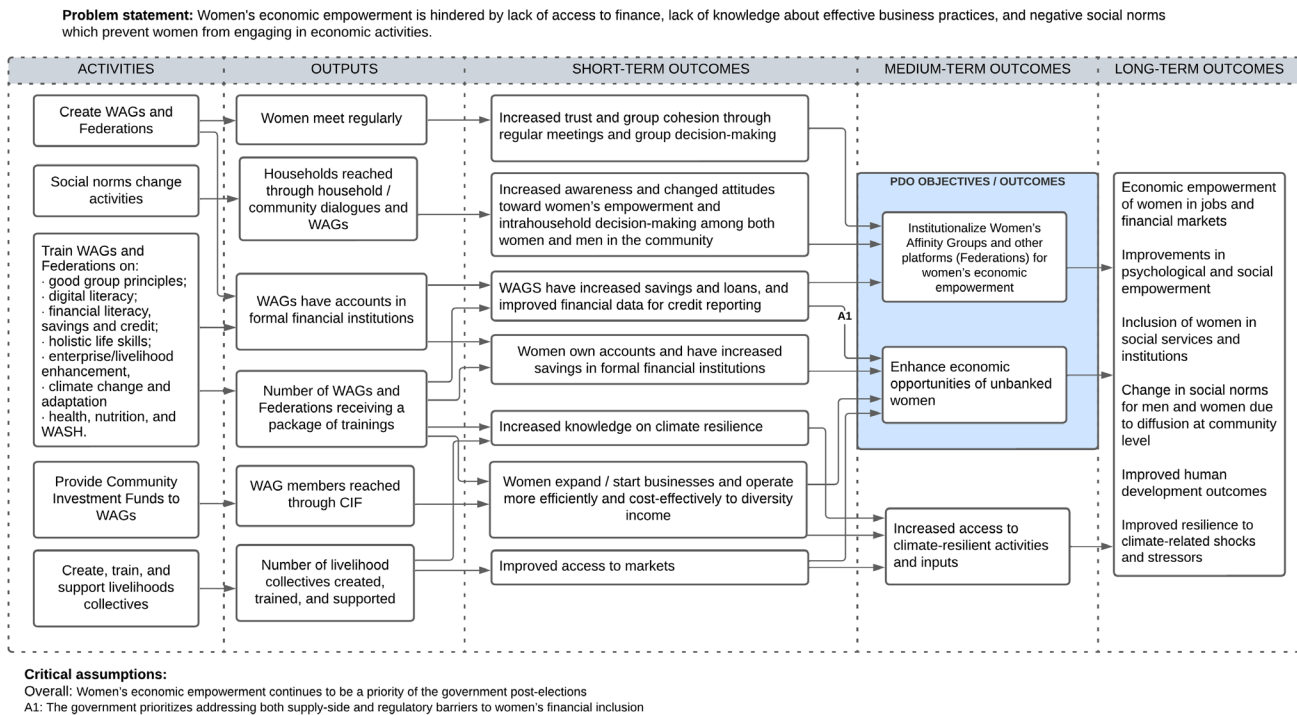 Problem statement: Women's economic empowerment is hindered by lack of access to finance, lack of knowledge about effective business practices, and negative social norms
which prevent women from engaging in economic activities.
ACTIVITIES
OUTPUTS
SHORT-TERM OUTCOMES
MEDIUM-TERM OUTCOMES
LONG-TERM OUTCOMES
Create WAGs and
Federations
Social norms change
activities
Train WAGs and
Federations on:
· good group principles;
· digital literacy;
· financial literacy,
savings and credit;
· holistic life skills;
· enterprise/livelihood
enhancement,
· climate change and
adaptation
· health, nutrition, and
WASH.
Provide Community
Investment Funds to
WAGs
Create, train, and
support livelihoods
collectives
Women meet regularly
Households reached
through household /
community dialogues and
WAGs
WAGs have accounts in
formal financial institutions
Number of WAGs and
Federations receiving a
package of trainings
WAG members reached
through CIF
Number of livelihood
collectives created,
trained, and supported
Increased trust and group cohesion through
regular meetings and group decision-making
Increased awareness and changed attitudes
toward women's empowerment and
intrahousehold decision-making among both
women and men in the community
WAGS have increased savings and loans, and
improved financial data for credit reporting
Women own accounts and have increased
savings in formal financial institutions
Increased knowledge on climate resilience
Women expand / start businesses and operate
more efficiently and cost-effectively to diversity
income
Improved access to markets
A1
PDO OBJECTIVES / OUTCOMES
Institutionalize Women's
Affinity Groups and other
platforms (Federations) for
women's economic
empowerment
Enhance economic
opportunities of unbanked
women
Increased access to
climate-resilient activities
and inputs
Economic empowerment
of women in jobs and
financial markets
Improvements in
psychological and social
empowerment
Inclusion of women in
social services and
institutions
Change in social norms
for men and women due
to diffusion at community
level
Improved human
development outcomes
Improved resilience to
climate-related shocks
and stressors
Critical assumptions:
Overall: Women's economic empowerment continues to be a priority of the government post-elections
A1: The government prioritizes addressing both supply-side and regulatory barriers to women's financial inclusion